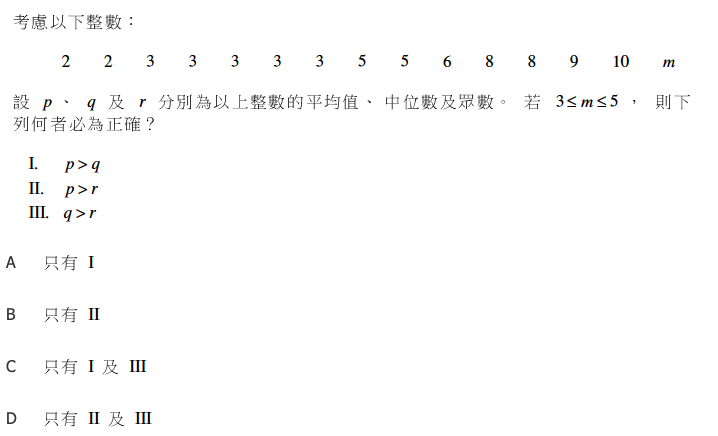 考慮以下整數：
2 2 3 3 3 3 3 5 5 6 8 8 9 10 m
設 p、 q 及 r 分別為以上整數的平均值、中位數及眾數。 若 3≤m≤5 ， 則下
列何者必為正確？
I. p>q
II. p>r
III. q>r
A 只有 I
B 只有 II
C 只有 I 及 III
D 只有 II 及 III